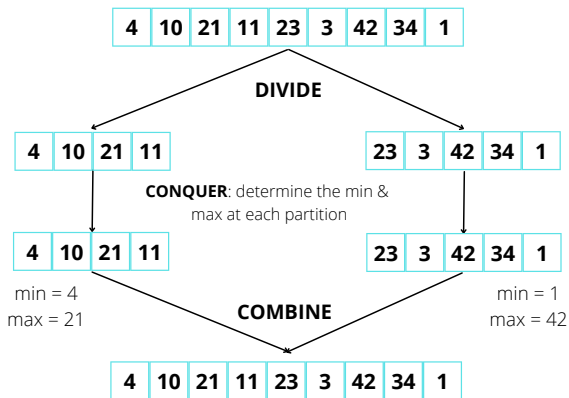 4 10 21 11 23 3 42 34 1
DIVIDE
4 10 21 11
23 3 42 34 1
CONQUER: determine the min &
max at each partition
4 10 21 11
23 3 42 34 1
min = 4
max = 21
min = 1
max = 42
COMBINE
4 10 21 11 23 3 42 34 1